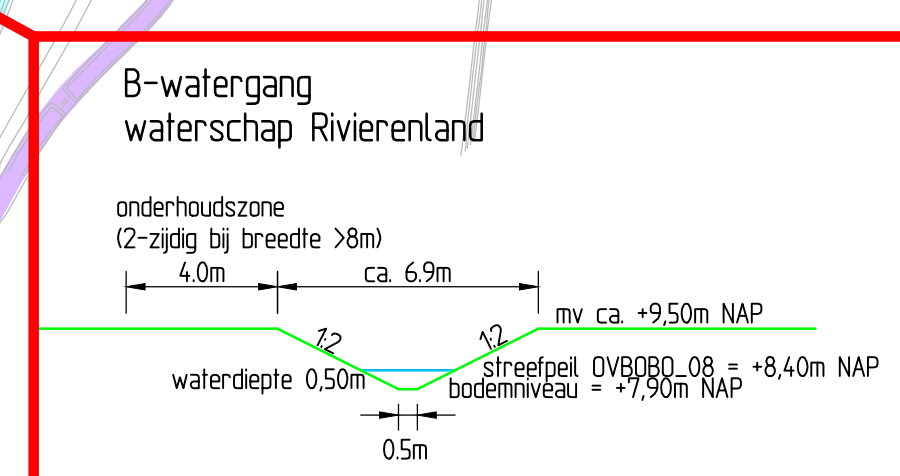 B-watergang
waterschap Rivierenland
onderhoudszone
(2-zijdig bij breedte >8m)
4.0m
ca. 6.9m
mv ca. +9,50m NAP
1:2
1:2
streefpeil OVBOBO_08 = +8,40m NAP
waterdiepte 0,50m
bodemniveau = +7,90m NAP
0.5m